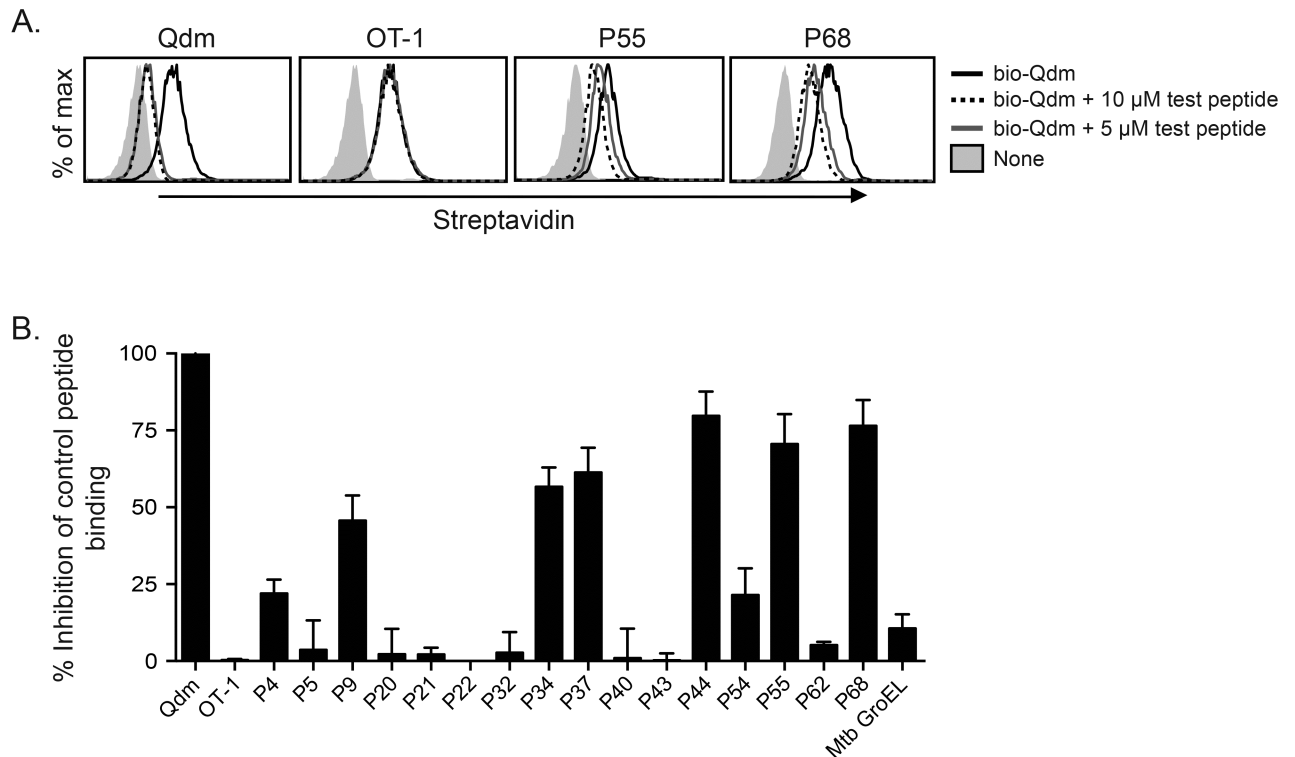 A.
Qdm OT-1 P55 P68
% of max
bio-Qdm
bio-Qdm + 10 µM test peptide
bio-Qdm + 5 µM test peptide
None
Streptavidin
B.
% Inhibition of control peptide
binding
100
75
50
25
0
Qdm OT-1 P4 P5 P9 P20 P21 P22 P32 P34 P37 P40 P43 P44 P54 P55 P62 P68 Mtb GroEL